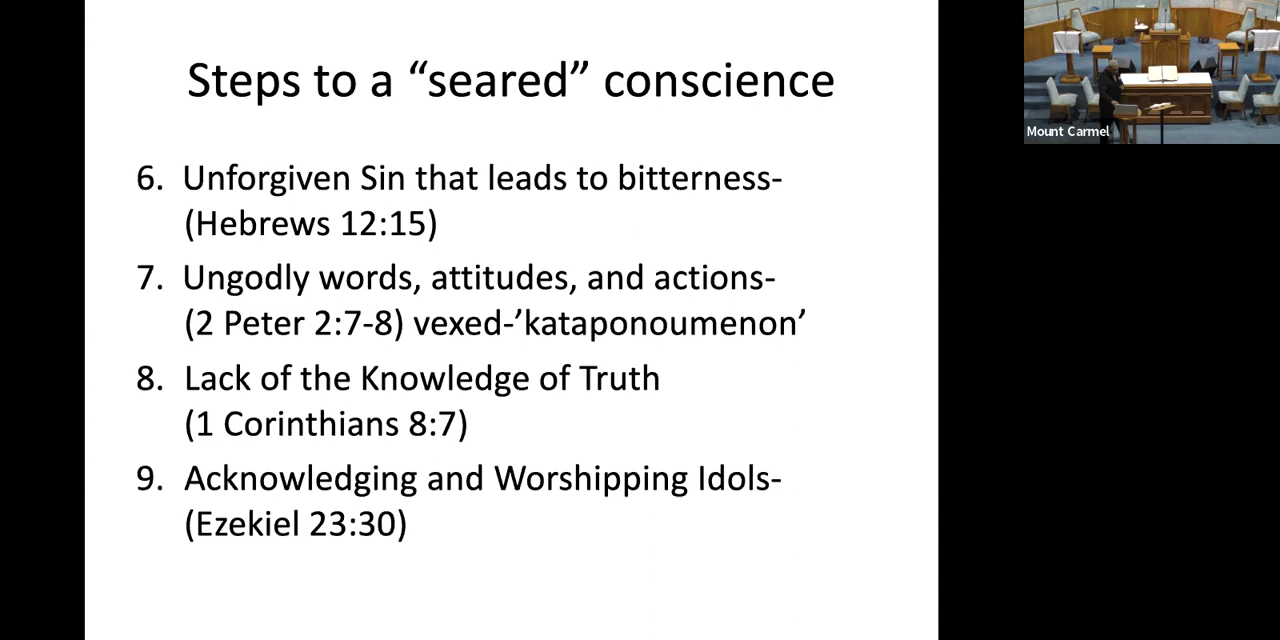 Steps to a “seared” conscience
6. Unforgiven Sin that leads to bitterness-
(Hebrews 12:15)
7. Ungodly words, attitudes, and actions-
(2 Peter 2:7-8) vexed-’kataponoumenon’
8. Lack of the Knowledge of Truth
(1 Corinthians 8:7)
9. Acknowledging and Worshipping Idols-
(Ezekiel 23:30)
Mount Carmel